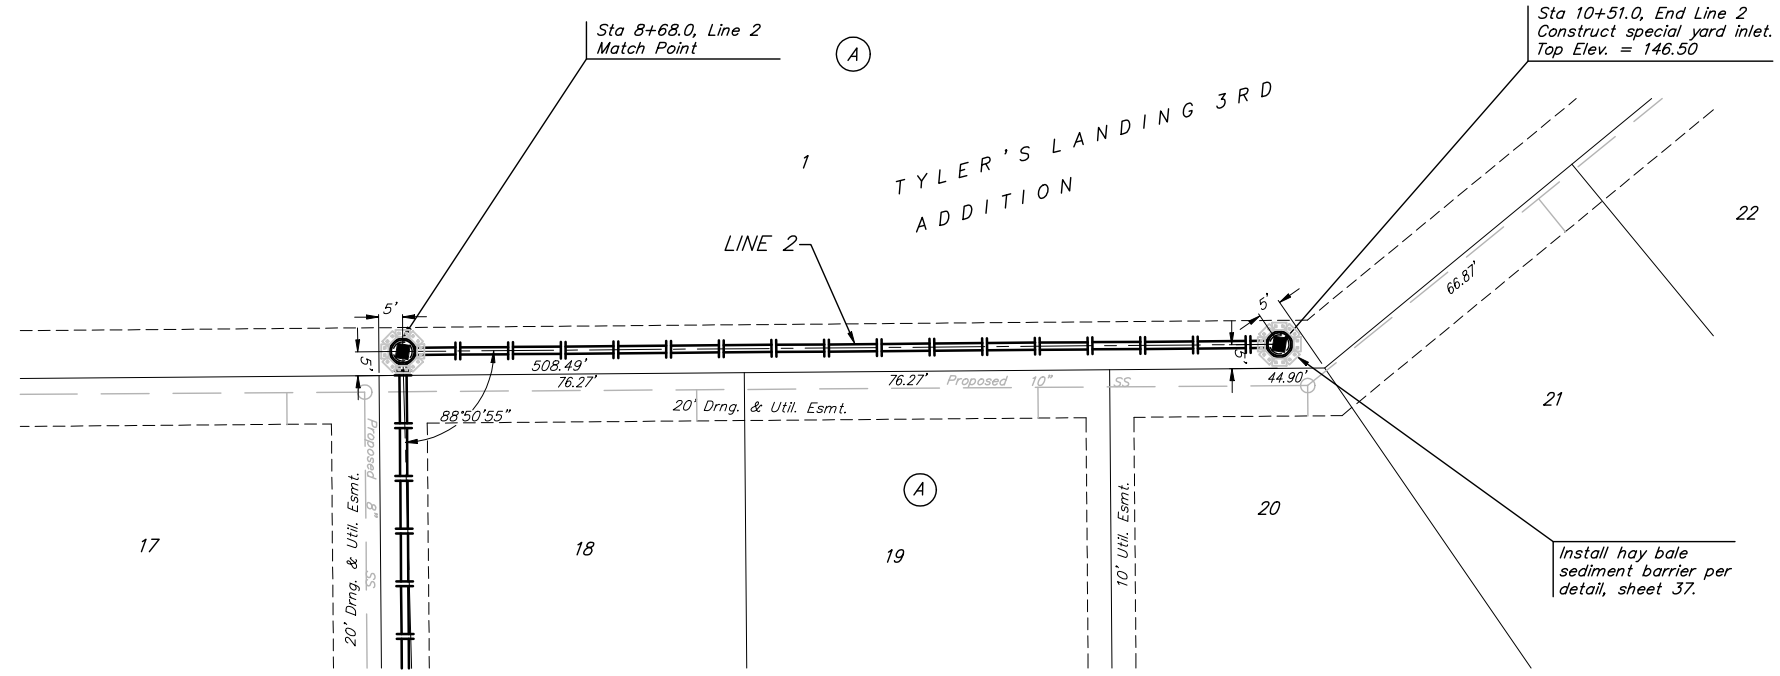 Sta 8+68.0, Line 2
Match Point
A
Sta 10+51.0, End Line 2
Construct special yard inlet.
Top Elev. = 146.50
TYLER'S LANDING 3RD
ADDITION
1
22
LINE 2
66.87'
5'
5'
5'
5'
508.49'
76.27'
76.27'
Proposed 10" SS
44.90'
20' Drng. & Util. Esmt.
88°50'55"
21
Proposed 8" SS
20' Drng. & Util. Esmt.
A
10' Util. Esmt.
17
18
19
20
Install hay bale
sediment barrier per
detail, sheet 37.